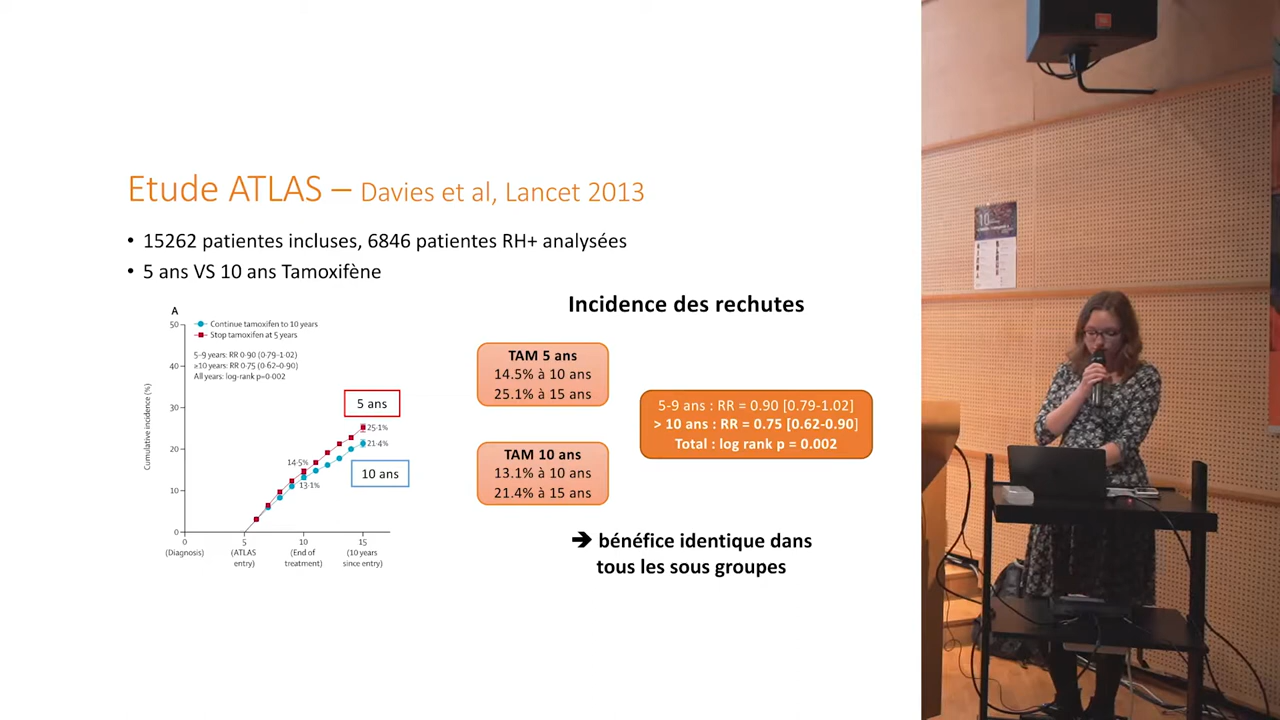 Etude ATLAS – Davies et al, Lancet 2013
• 15262 patientes incluses, 6846 patientes RH+ analysées
• 5 ans VS 10 ans Tamoxifène
A
Continue tamoxifen to 10 years
Stop tamoxifen at 5 years
5–9 years: RR 0·90 (0·79–1·02)
≥10 years: RR 0·75 (0·62–0·90)
All years: log-rank p=0·002
Cumulative incidence (%)
50
40
30
20
10
0
5 ans
25·1%
21·4%
14·5%
13·1%
10 ans
0
(Diagnosis)
5
(ATLAS
entry)
10
(End of
treatment)
15
(10 years
since entry)
Incidence des rechutes
TAM 5 ans
14.5% à 10 ans
25.1% à 15 ans
TAM 10 ans
13.1% à 10 ans
21.4% à 15 ans
5-9 ans : RR = 0.90 [0.79-1.02]
> 10 ans : RR = 0.75 [0.62-0.90]
Total : log rank p = 0.002
➔ bénéfice identique dans
tous les sous groupes
10